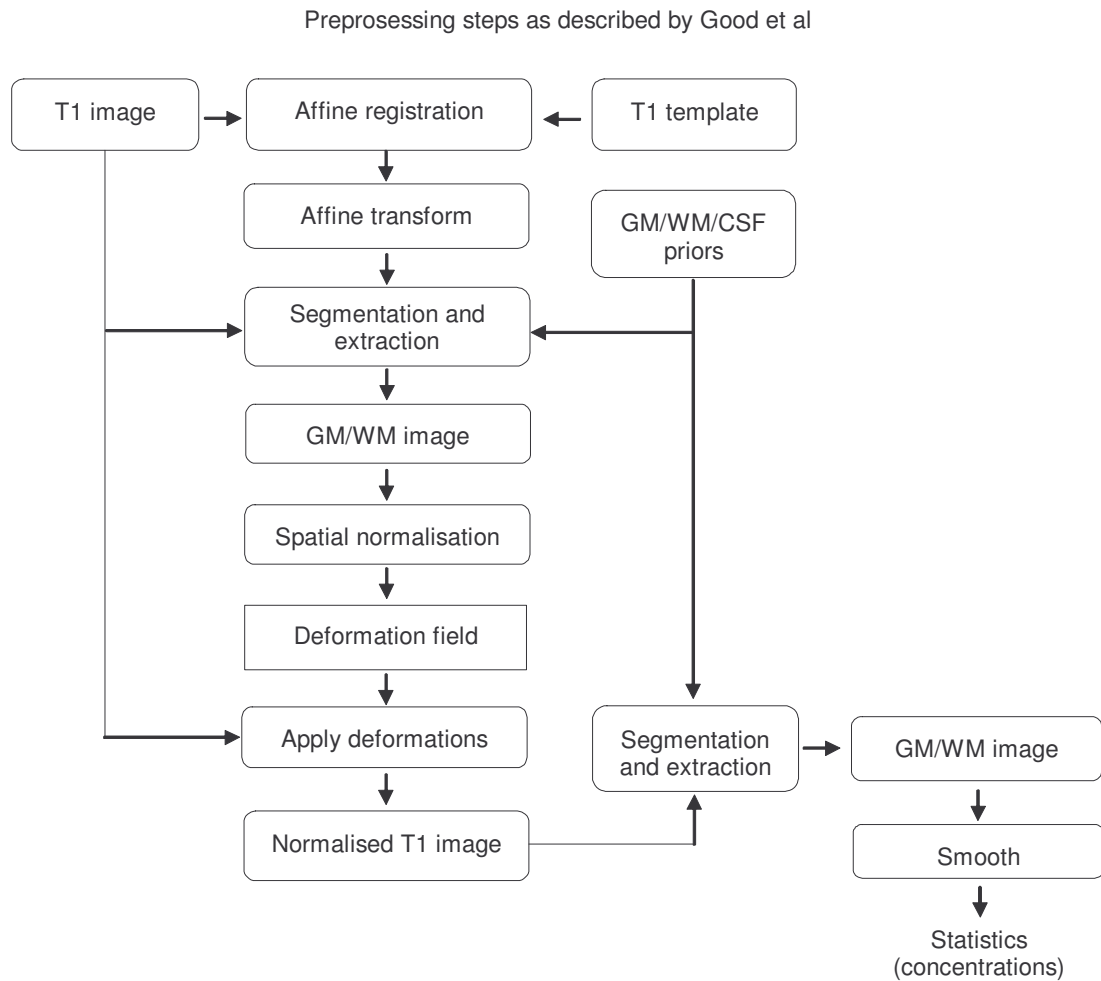 Preprosessing steps as described by Good et al
T1 image
Affine registration
T1 template
Affine transform
GM/WM/CSF
priors
Segmentation and
extraction
GM/WM image
Spatial normalisation
Deformation field
Apply deformations
Segmentation
and extraction
GM/WM image
Normalised T1 image
Smooth
Statistics
(concentrations)